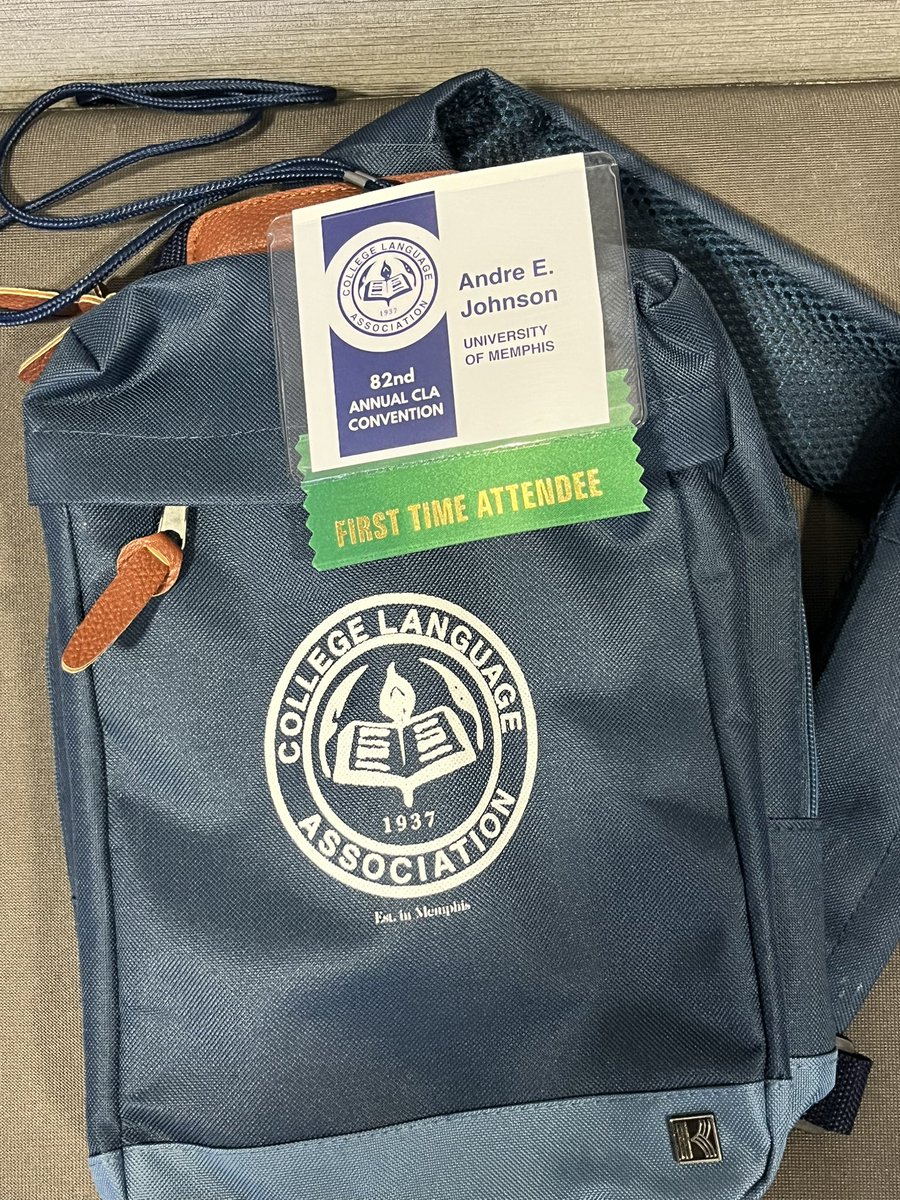 COLLEGE LANGUAGE
ASSOCIATION
1937
82nd
ANNUAL CLA
CONVENTION
Andre E.
Johnson
UNIVERSITY
OF MEMPHIS
FIRST TIME ATTENDEE
COLLEGE LANGUAGE
ASSOCIATION
1937
Est. in Memphis
K